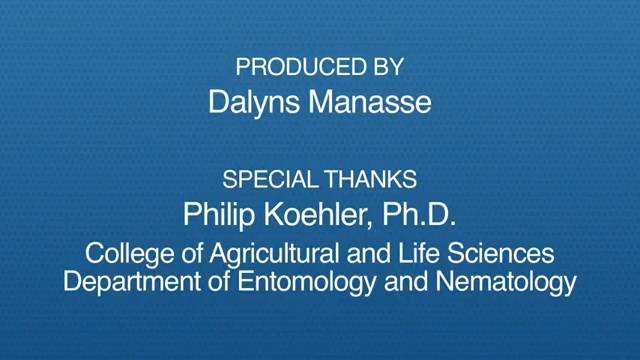 PRODUCED BY
Dalyns Manasse
SPECIAL THANKS
Philip Koehler, Ph.D.
College of Agricultural and Life Sciences
Department of Entomology and Nematology